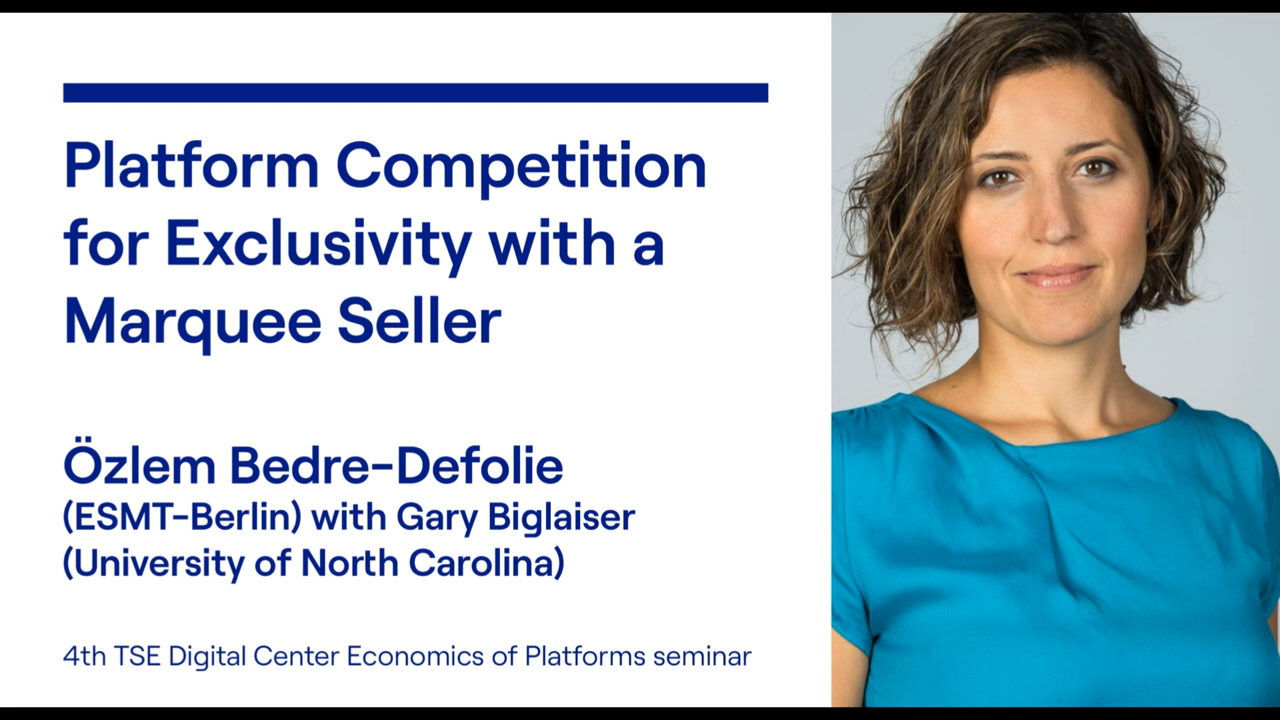 Platform Competition
for Exclusivity with a
Marquee Seller
Özlem Bedre-Defolie
(ESMT-Berlin) with Gary Biglaiser
(University of North Carolina)
4th TSE Digital Center Economics of Platforms seminar